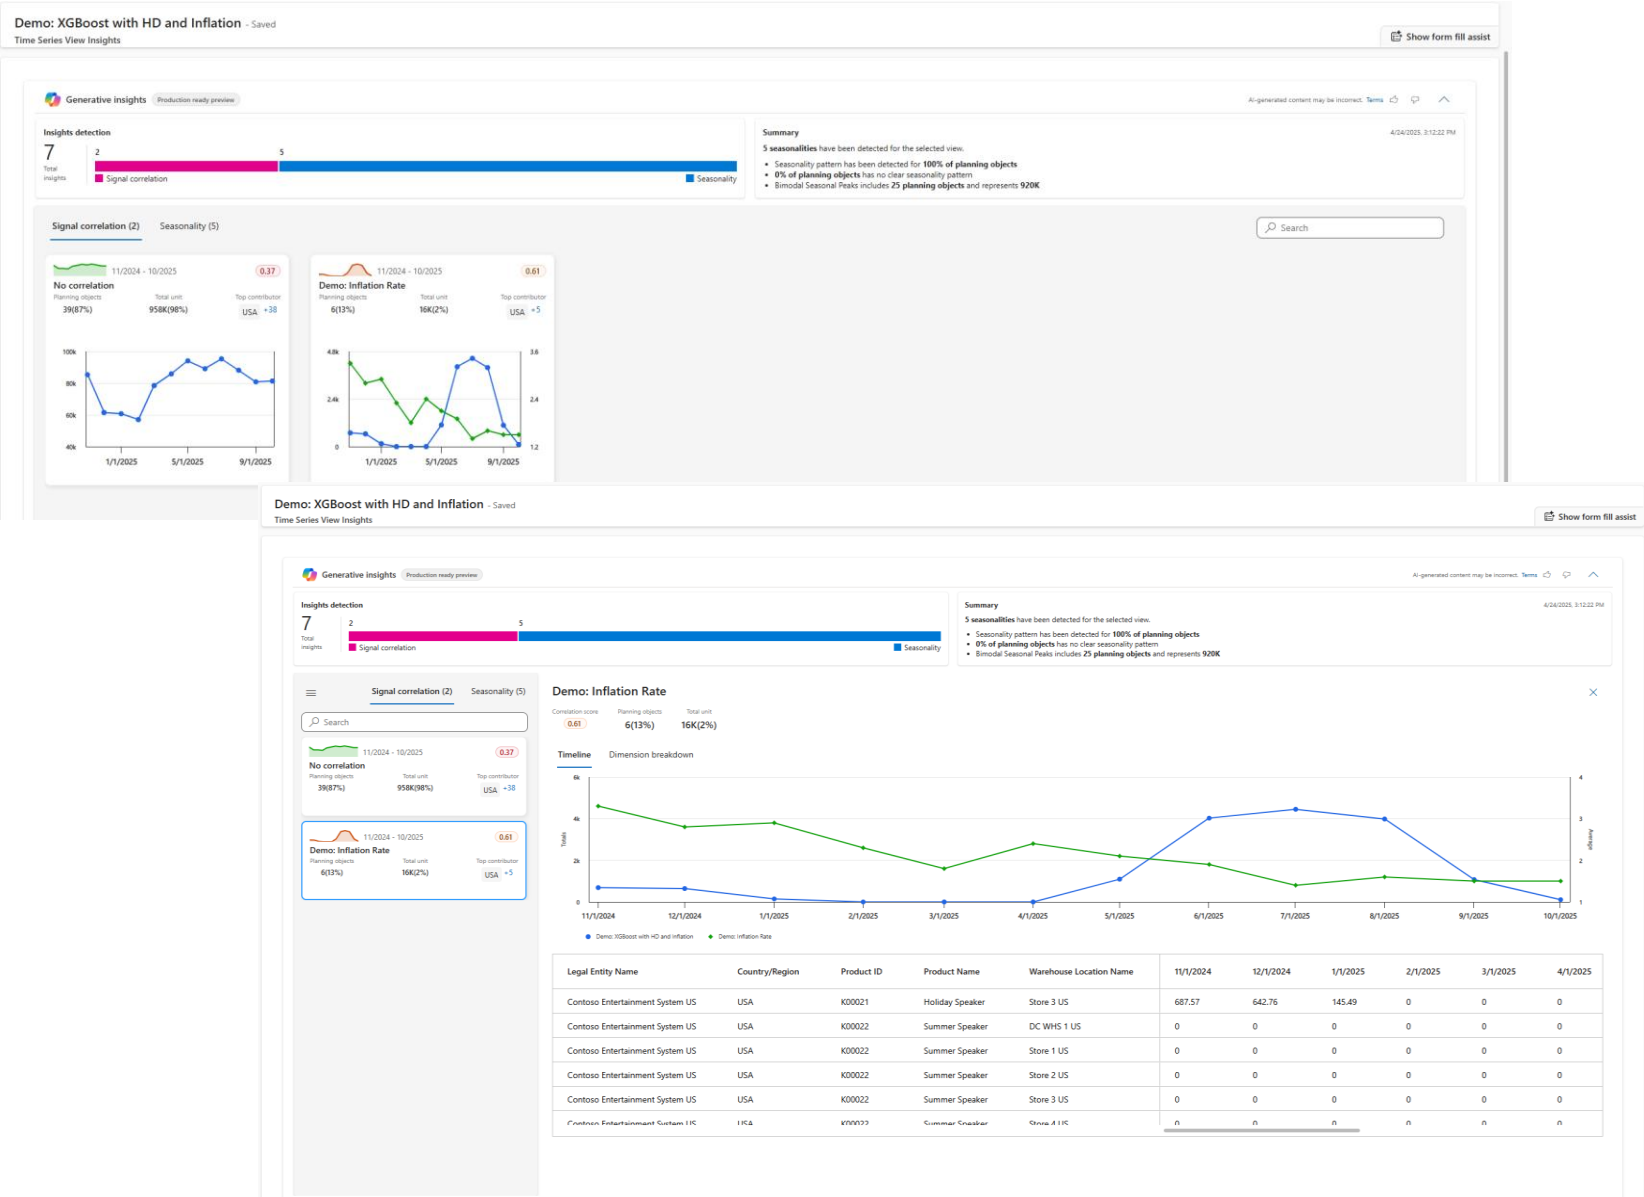 Demo: XGBoost with HD and Inflation - Saved
Time Series View Insights
Show form fill assist
Generative insights Production ready preview
AI-generated content may be incorrect. Terms
Insights detection
7
Total
insights
2 5
Signal correlation Seasonality
Summary 4/24/2025, 3:12:22 PM
5 seasonalities have been detected for the selected view.
• Seasonality pattern has been detected for 100% of planning objects
• 0% of planning objects has no clear seasonality pattern
• Bimodal Seasonal Peaks includes 25 planning objects and represents 920K
Signal correlation (2) Seasonality (5)
Search
11/2024 - 10/2025 0.37
No correlation
Planning objects Total unit Top contributor
39(87%) 958K(98%) USA +38
100k
80k
60k
40k
1/1/2025 5/1/2025 9/1/2025
11/2024 - 10/2025 0.61
Demo: Inflation Rate
Planning objects Total unit Top contributor
6(13%) 16K(2%) USA +5
4.8k 3.6
2.4k 2.4
0 1.2
1/1/2025 5/1/2025 9/1/2025
Demo: XGBoost with HD and Inflation - Saved
Time Series View Insights
Show form fill assist
Generative insights Production ready preview
AI-generated content may be incorrect. Terms
Insights detection
7
Total
insights
2 5
Signal correlation Seasonality
Summary 4/24/2025, 3:12:22 PM
5 seasonalities have been detected for the selected view.
• Seasonality pattern has been detected for 100% of planning objects
• 0% of planning objects has no clear seasonality pattern
• Bimodal Seasonal Peaks includes 25 planning objects and represents 920K
Signal correlation (2) Seasonality (5)
Search
11/2024 - 10/2025 0.37
No correlation
Planning objects Total unit Top contributor
39(87%) 958K(98%) USA +38
11/2024 - 10/2025 0.61
Demo: Inflation Rate
Planning objects Total unit Top contributor
6(13%) 16K(2%) USA +5
Demo: Inflation Rate
Correlation score Planning objects Total unit
0.61 6(13%) 16K(2%)
Timeline Dimension breakdown
6k 4
4k 3
Totals Average
2k 2
0 1
11/1/2024 12/1/2024 1/1/2025 2/1/2025 3/1/2025 4/1/2025 5/1/2025 6/1/2025 7/1/2025 8/1/2025 9/1/2025 10/1/2025
Demo: XGBoost with HD and Inflation Demo: Inflation Rate
Legal Entity Name Country/Region Product ID Product Name Warehouse Location Name 11/1/2024 12/1/2024 1/1/2025 2/1/2025 3/1/2025 4/1/2025
Contoso Entertainment System US USA K00021 Holiday Speaker Store 3 US 687.57 642.76 145.49 0 0 0
Contoso Entertainment System US USA K00022 Summer Speaker DC WHS 1 US 0 0 0 0 0 0
Contoso Entertainment System US USA K00022 Summer Speaker Store 1 US 0 0 0 0 0 0
Contoso Entertainment System US USA K00022 Summer Speaker Store 2 US 0 0 0 0 0 0
Contoso Entertainment System US USA K00022 Summer Speaker Store 3 US 0 0 0 0 0 0
Contoso Entertainment System US USA K00022 Summer Speaker Store 4 US 0 0 0 0 0 0